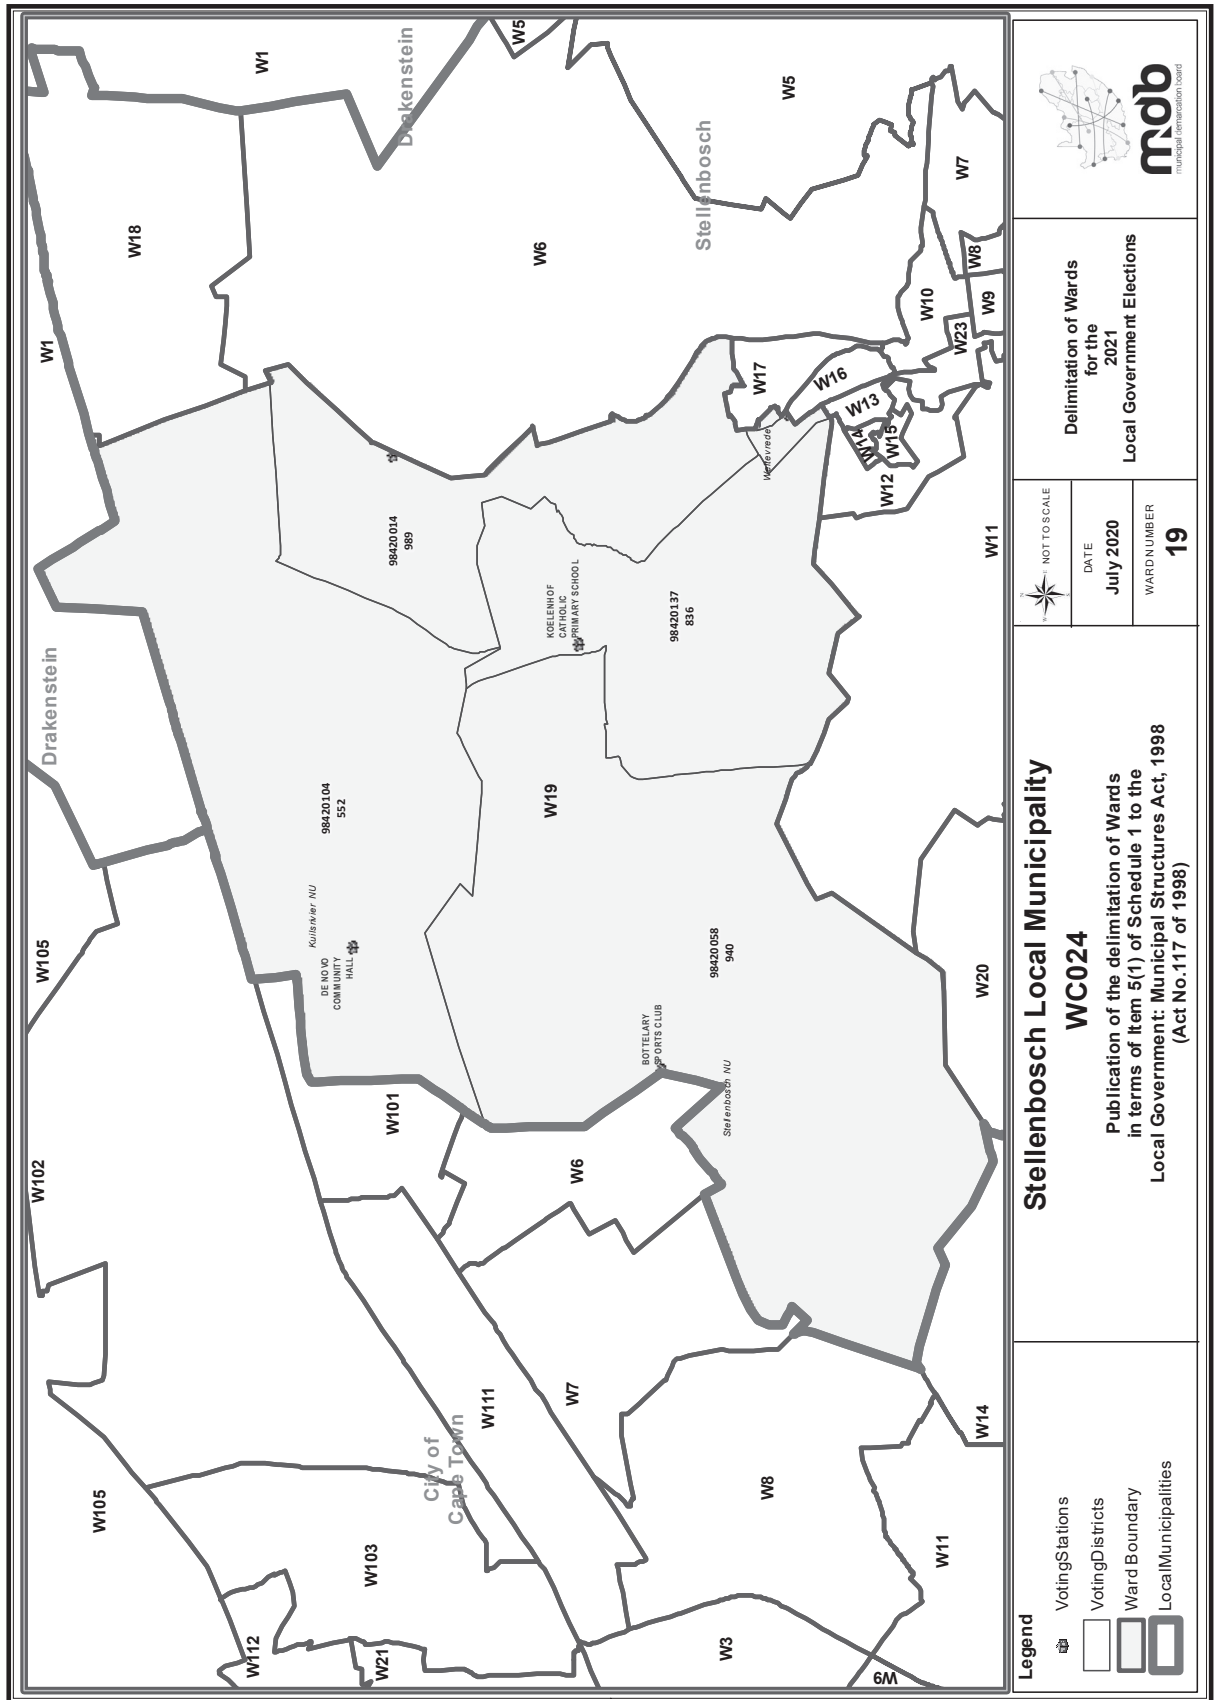 W5
W1
Drakenstein
W5
Stellenbosch
W18
W6
W7
W1
W8
W10
W9
W23
W17
W16
W13
W14
W15
W12
W11
98420014
989
KOELENHOF
CATHOLIC
PRIMARY SCHOOL
98420137
836
Drakenstein
98420104
552
W19
Kuilsrivier NU
DE NOVO
COMMUNITY
HALL
98420058
940
W105
W20
BOTTELARY
SPORTS CLUB
Stellenbosch NU
W101
W102
W6
W111
W7
City of
Cape Town
W14
W8
W105
W103
W11
W112
W21
W3
W9
Legend
VotingStations
VotingDistricts
Ward Boundary
LocalMunicipalities
Stellenbosch Local Municipality
WC024
Publication of the delimitation of Wards
in terms of Item 5(1) of Schedule 1 to the
Local Government: Municipal Structures Act, 1998
(Act No.117 of 1998)
N
W E
S
NOT TO SCALE
DATE
July 2020
WARD NUMBER
19
Delimitation of Wards
for the
2021
Local Government Elections
mdb
municipal demarcation board